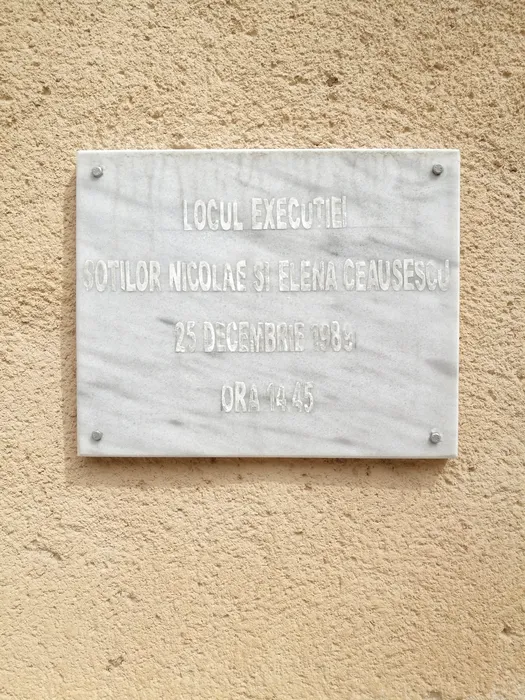 LOCUL EXECUTIEI
SOTILOR NICOLAE SI ELENA CEAUSESCU
25 DECEMBRIE 1989
ORA 14.45